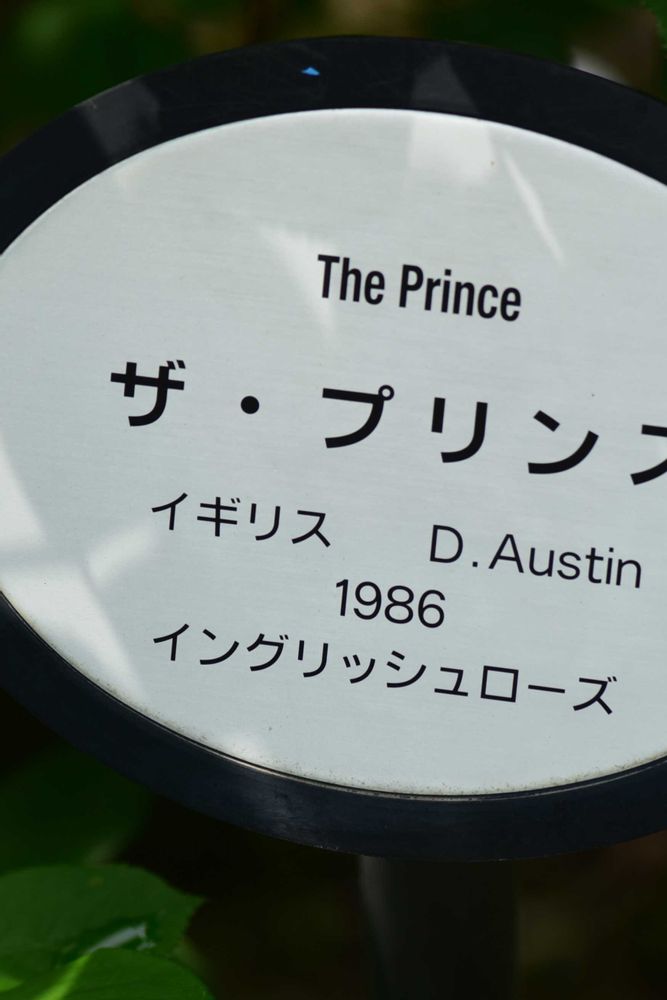 The Prince
ザ・プリンス
イギリス D.Austin
1986
イングリッシュローズ